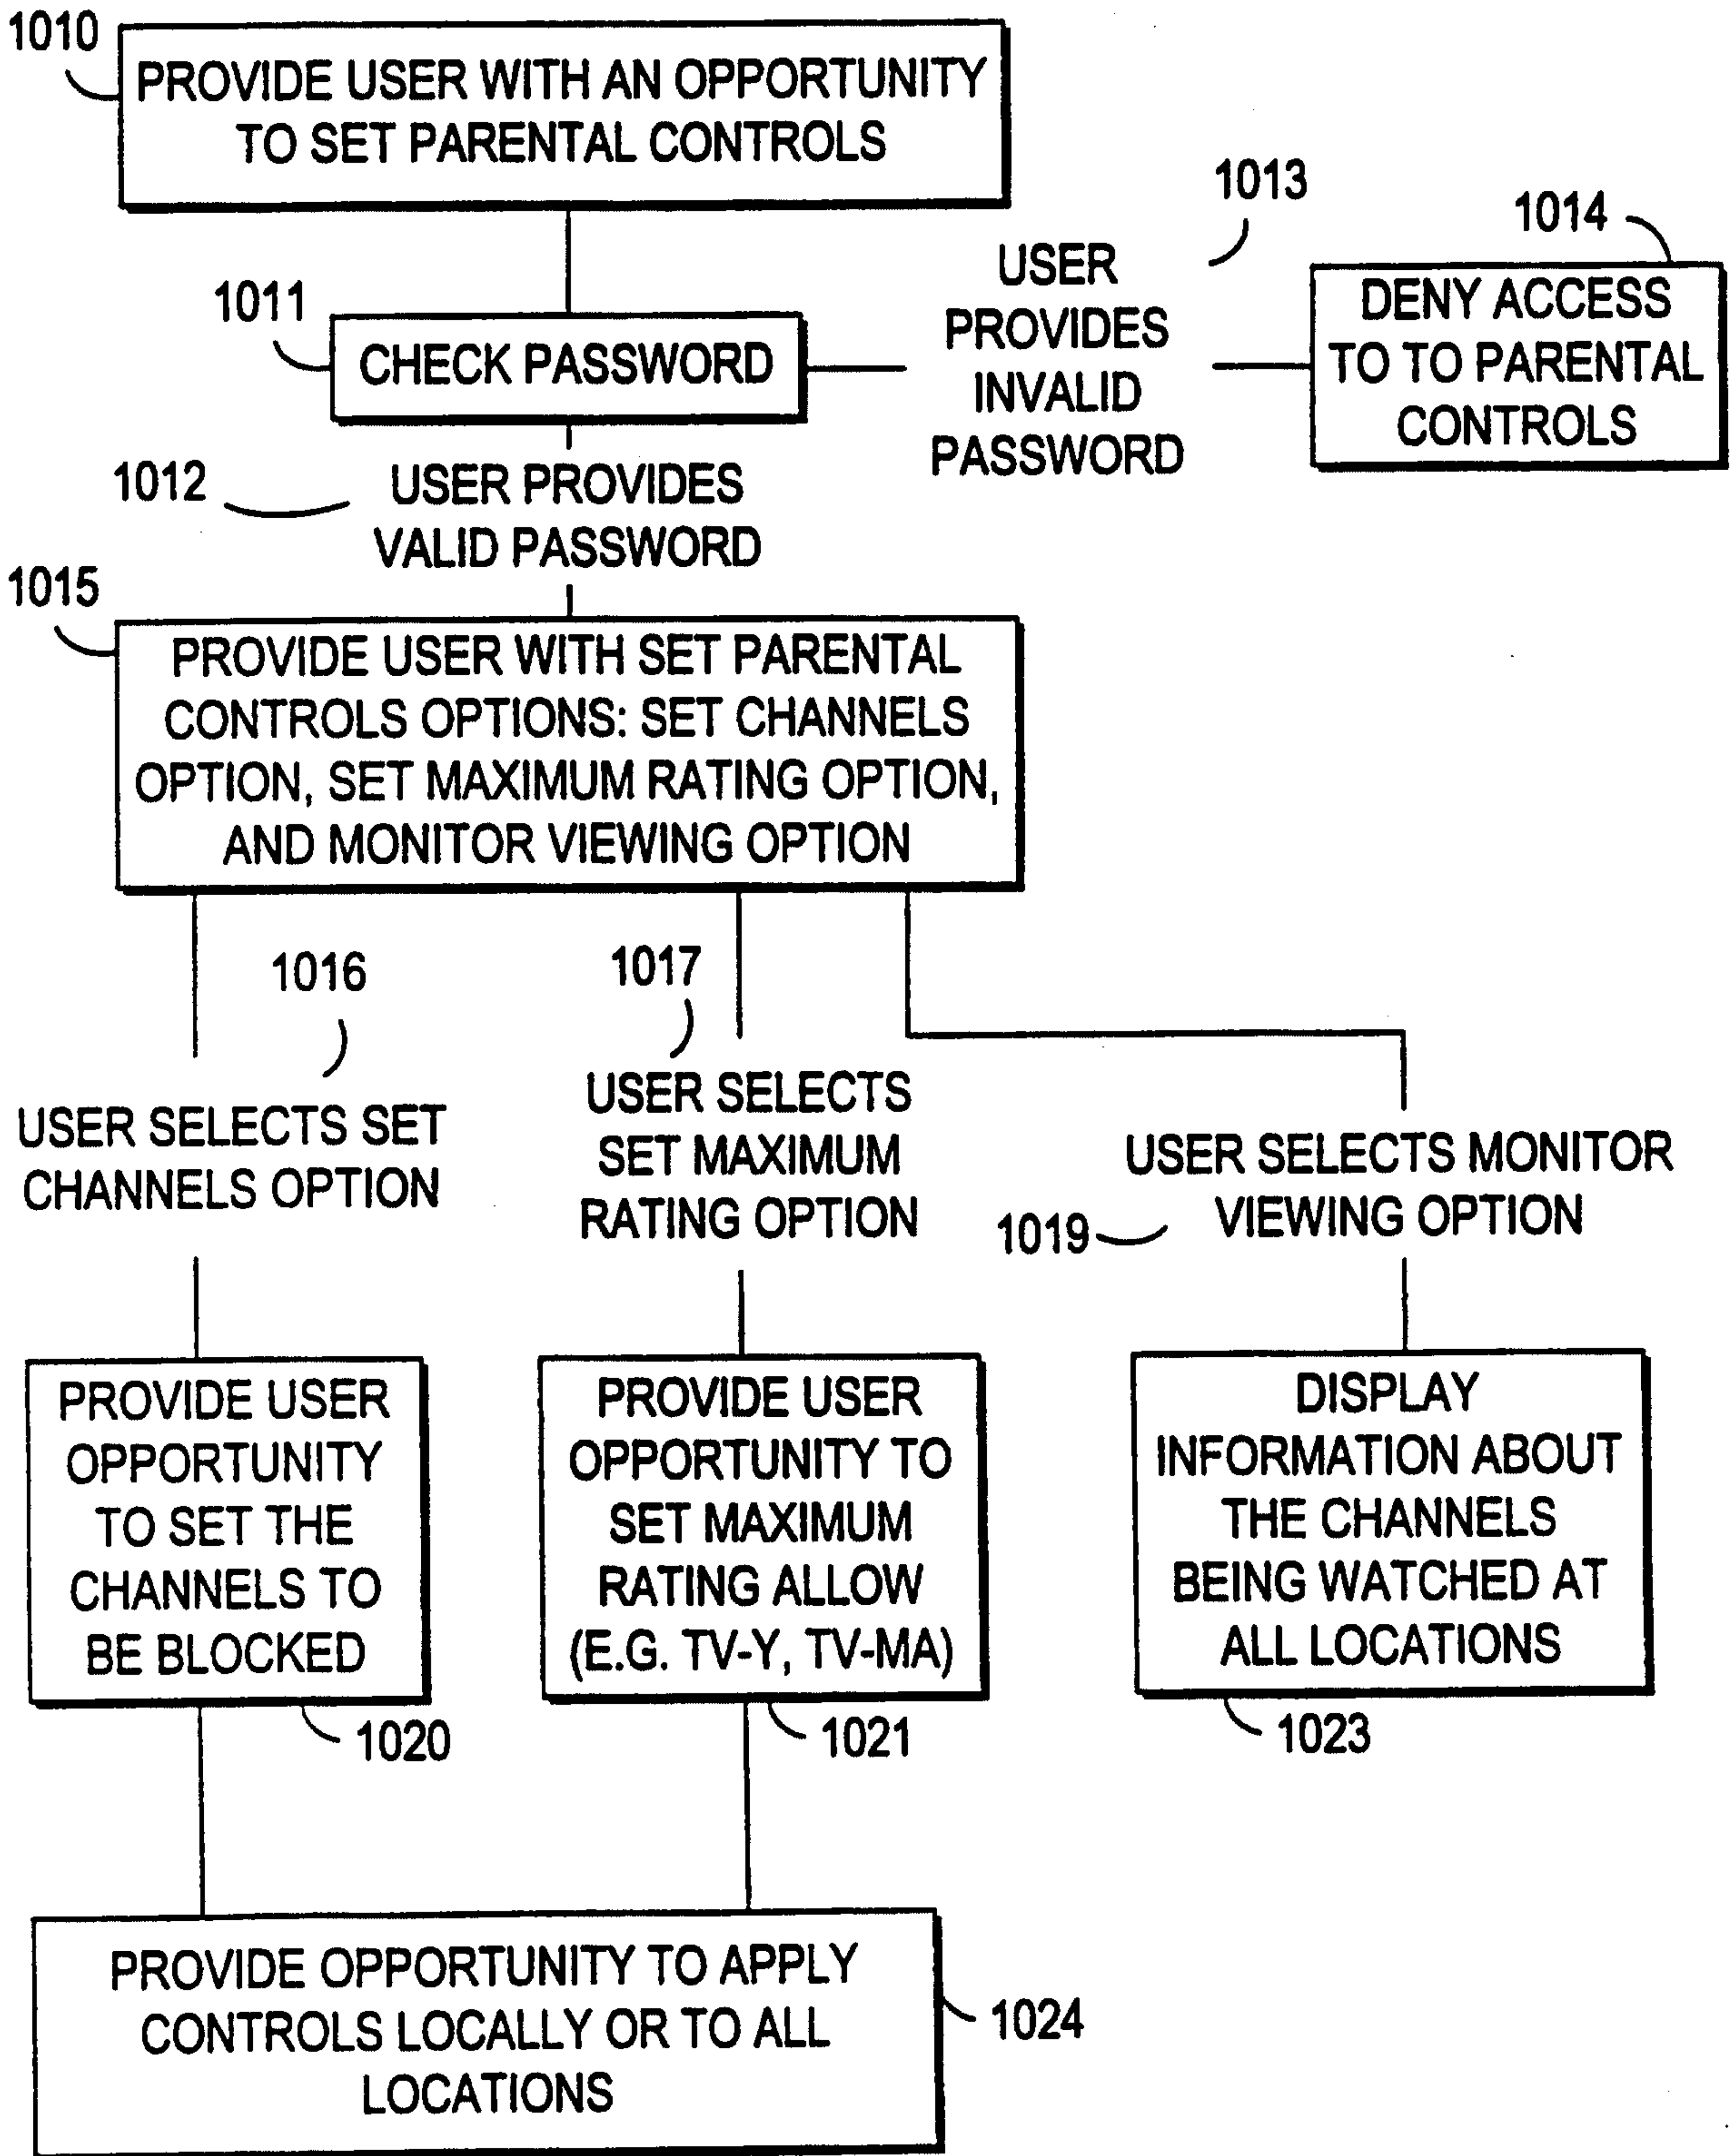 1010
PROVIDE USER WITH AN OPPORTUNITY
TO SET PARENTAL CONTROLS
1011
CHECK PASSWORD
1013
USER
PROVIDES
INVALID
PASSWORD
1014
DENY ACCESS
TO TO PARENTAL
CONTROLS
1012
USER PROVIDES
VALID PASSWORD
1015
PROVIDE USER WITH SET PARENTAL
CONTROLS OPTIONS: SET CHANNELS
OPTION, SET MAXIMUM RATING OPTION,
AND MONITOR VIEWING OPTION
1016
USER SELECTS SET
CHANNELS OPTION
1017
USER SELECTS
SET MAXIMUM
RATING OPTION
USER SELECTS MONITOR
VIEWING OPTION
1019
PROVIDE USER
OPPORTUNITY
TO SET THE
CHANNELS TO
BE BLOCKED
1020
PROVIDE USER
OPPORTUNITY TO
SET MAXIMUM
RATING ALLOW
(E.G. TV-Y, TV-MA)
1021
DISPLAY
INFORMATION ABOUT
THE CHANNELS
BEING WATCHED AT
ALL LOCATIONS
1023
PROVIDE OPPORTUNITY TO APPLY
CONTROLS LOCALLY OR TO ALL
LOCATIONS
1024